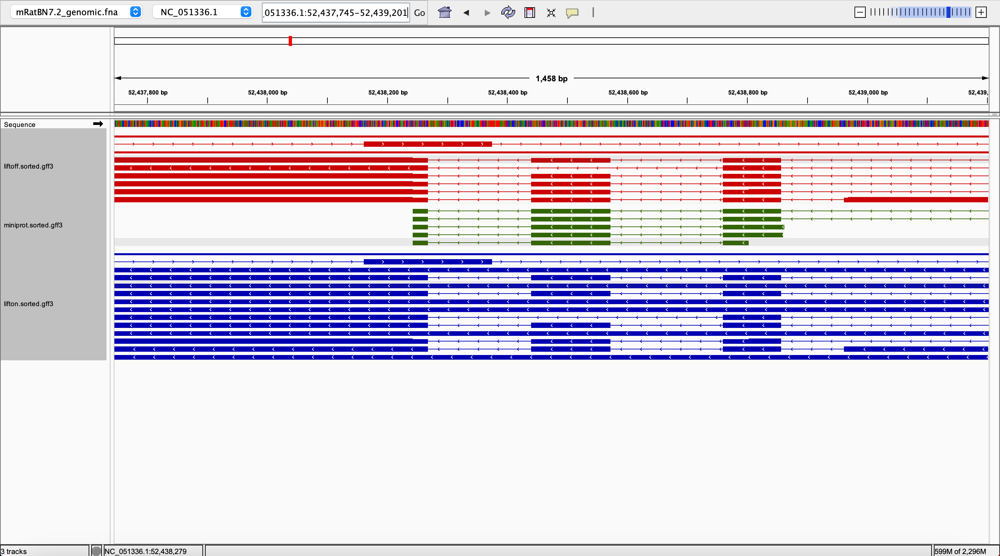 mRatBN7.2_genomic.fna NC_051336.1 .051336.1:52,437,745-52,439,201 Go
1,458 bp
52,437,800 bp 52,438,000 bp 52,438,200 bp 52,438,400 bp 52,438,600 bp 52,438,800 bp 52,439,000 bp 52,439,
Sequence
liftoff.sorted.gff3
miniprot.sorted.gff3
lifton.sorted.gff3
3 tracks NC_051336.1:52,438,279 599M of 2,296M